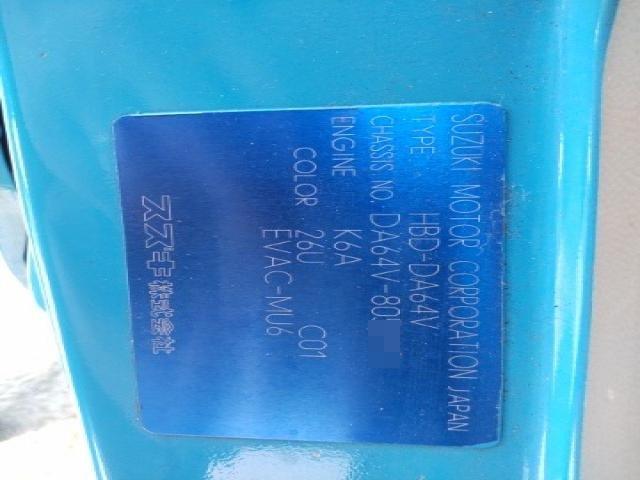 SUZUKI MOTOR CORPORATION JAPAN
TYPE HBD-DA64V
CHASSIS NO. DA64V-80
ENGINE K6A
COLOR 26U C01
EVAC-MU6
スズキ株式会社